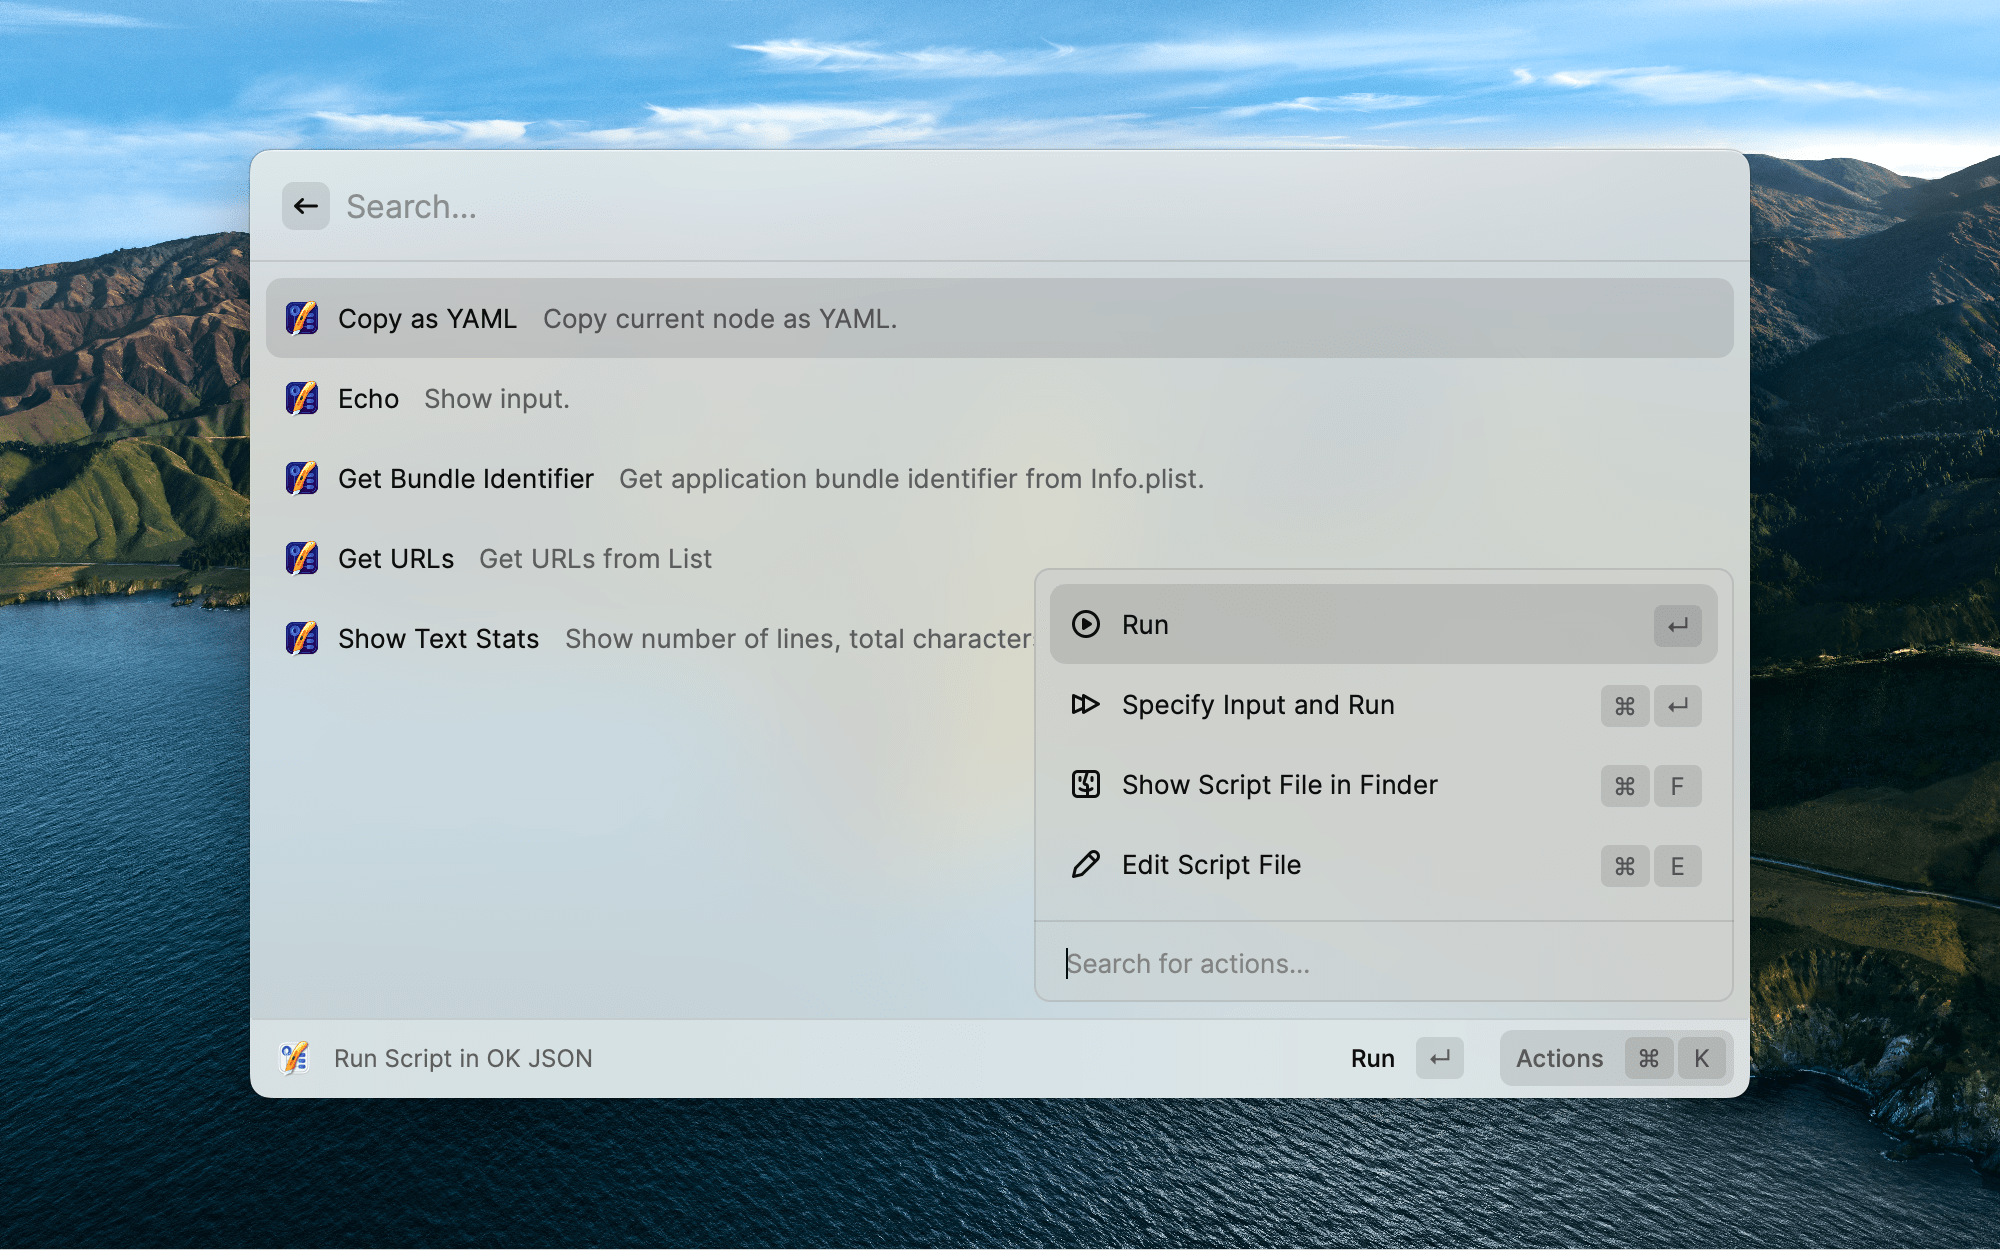 Search...
Copy as YAML Copy current node as YAML.
Echo Show input.
Get Bundle Identifier Get application bundle identifier from Info.plist.
Get URLs Get URLs from List
Show Text Stats Show number of lines, total characters
Run ↵
Specify Input and Run ⌘ ↵
Show Script File in Finder ⌘ F
Edit Script File ⌘ E
Search for actions...
Run Script in OK JSON Run ↵ Actions ⌘ K